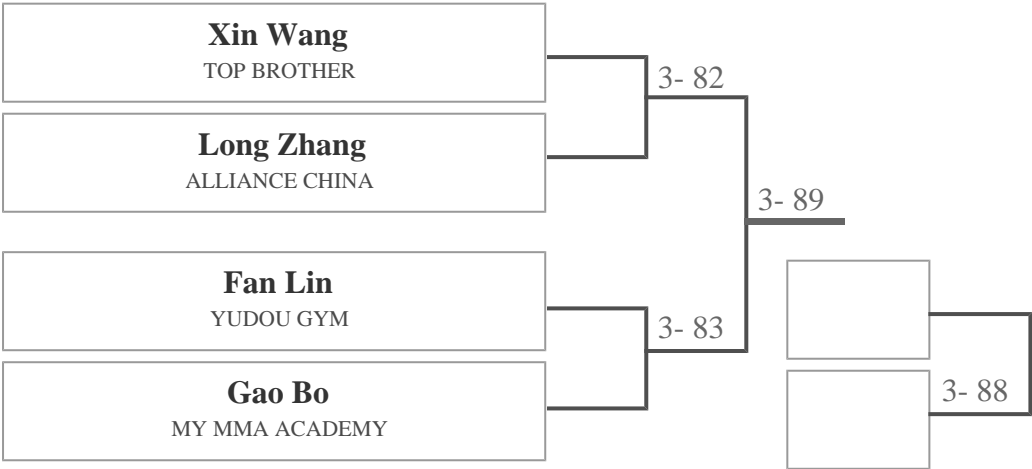 Xin Wang
TOP BROTHER
3- 82
Long Zhang
ALLIANCE CHINA
3- 89
Fan Lin
YUDOU GYM
3- 83
Gao Bo
MY MMA ACADEMY
3- 88